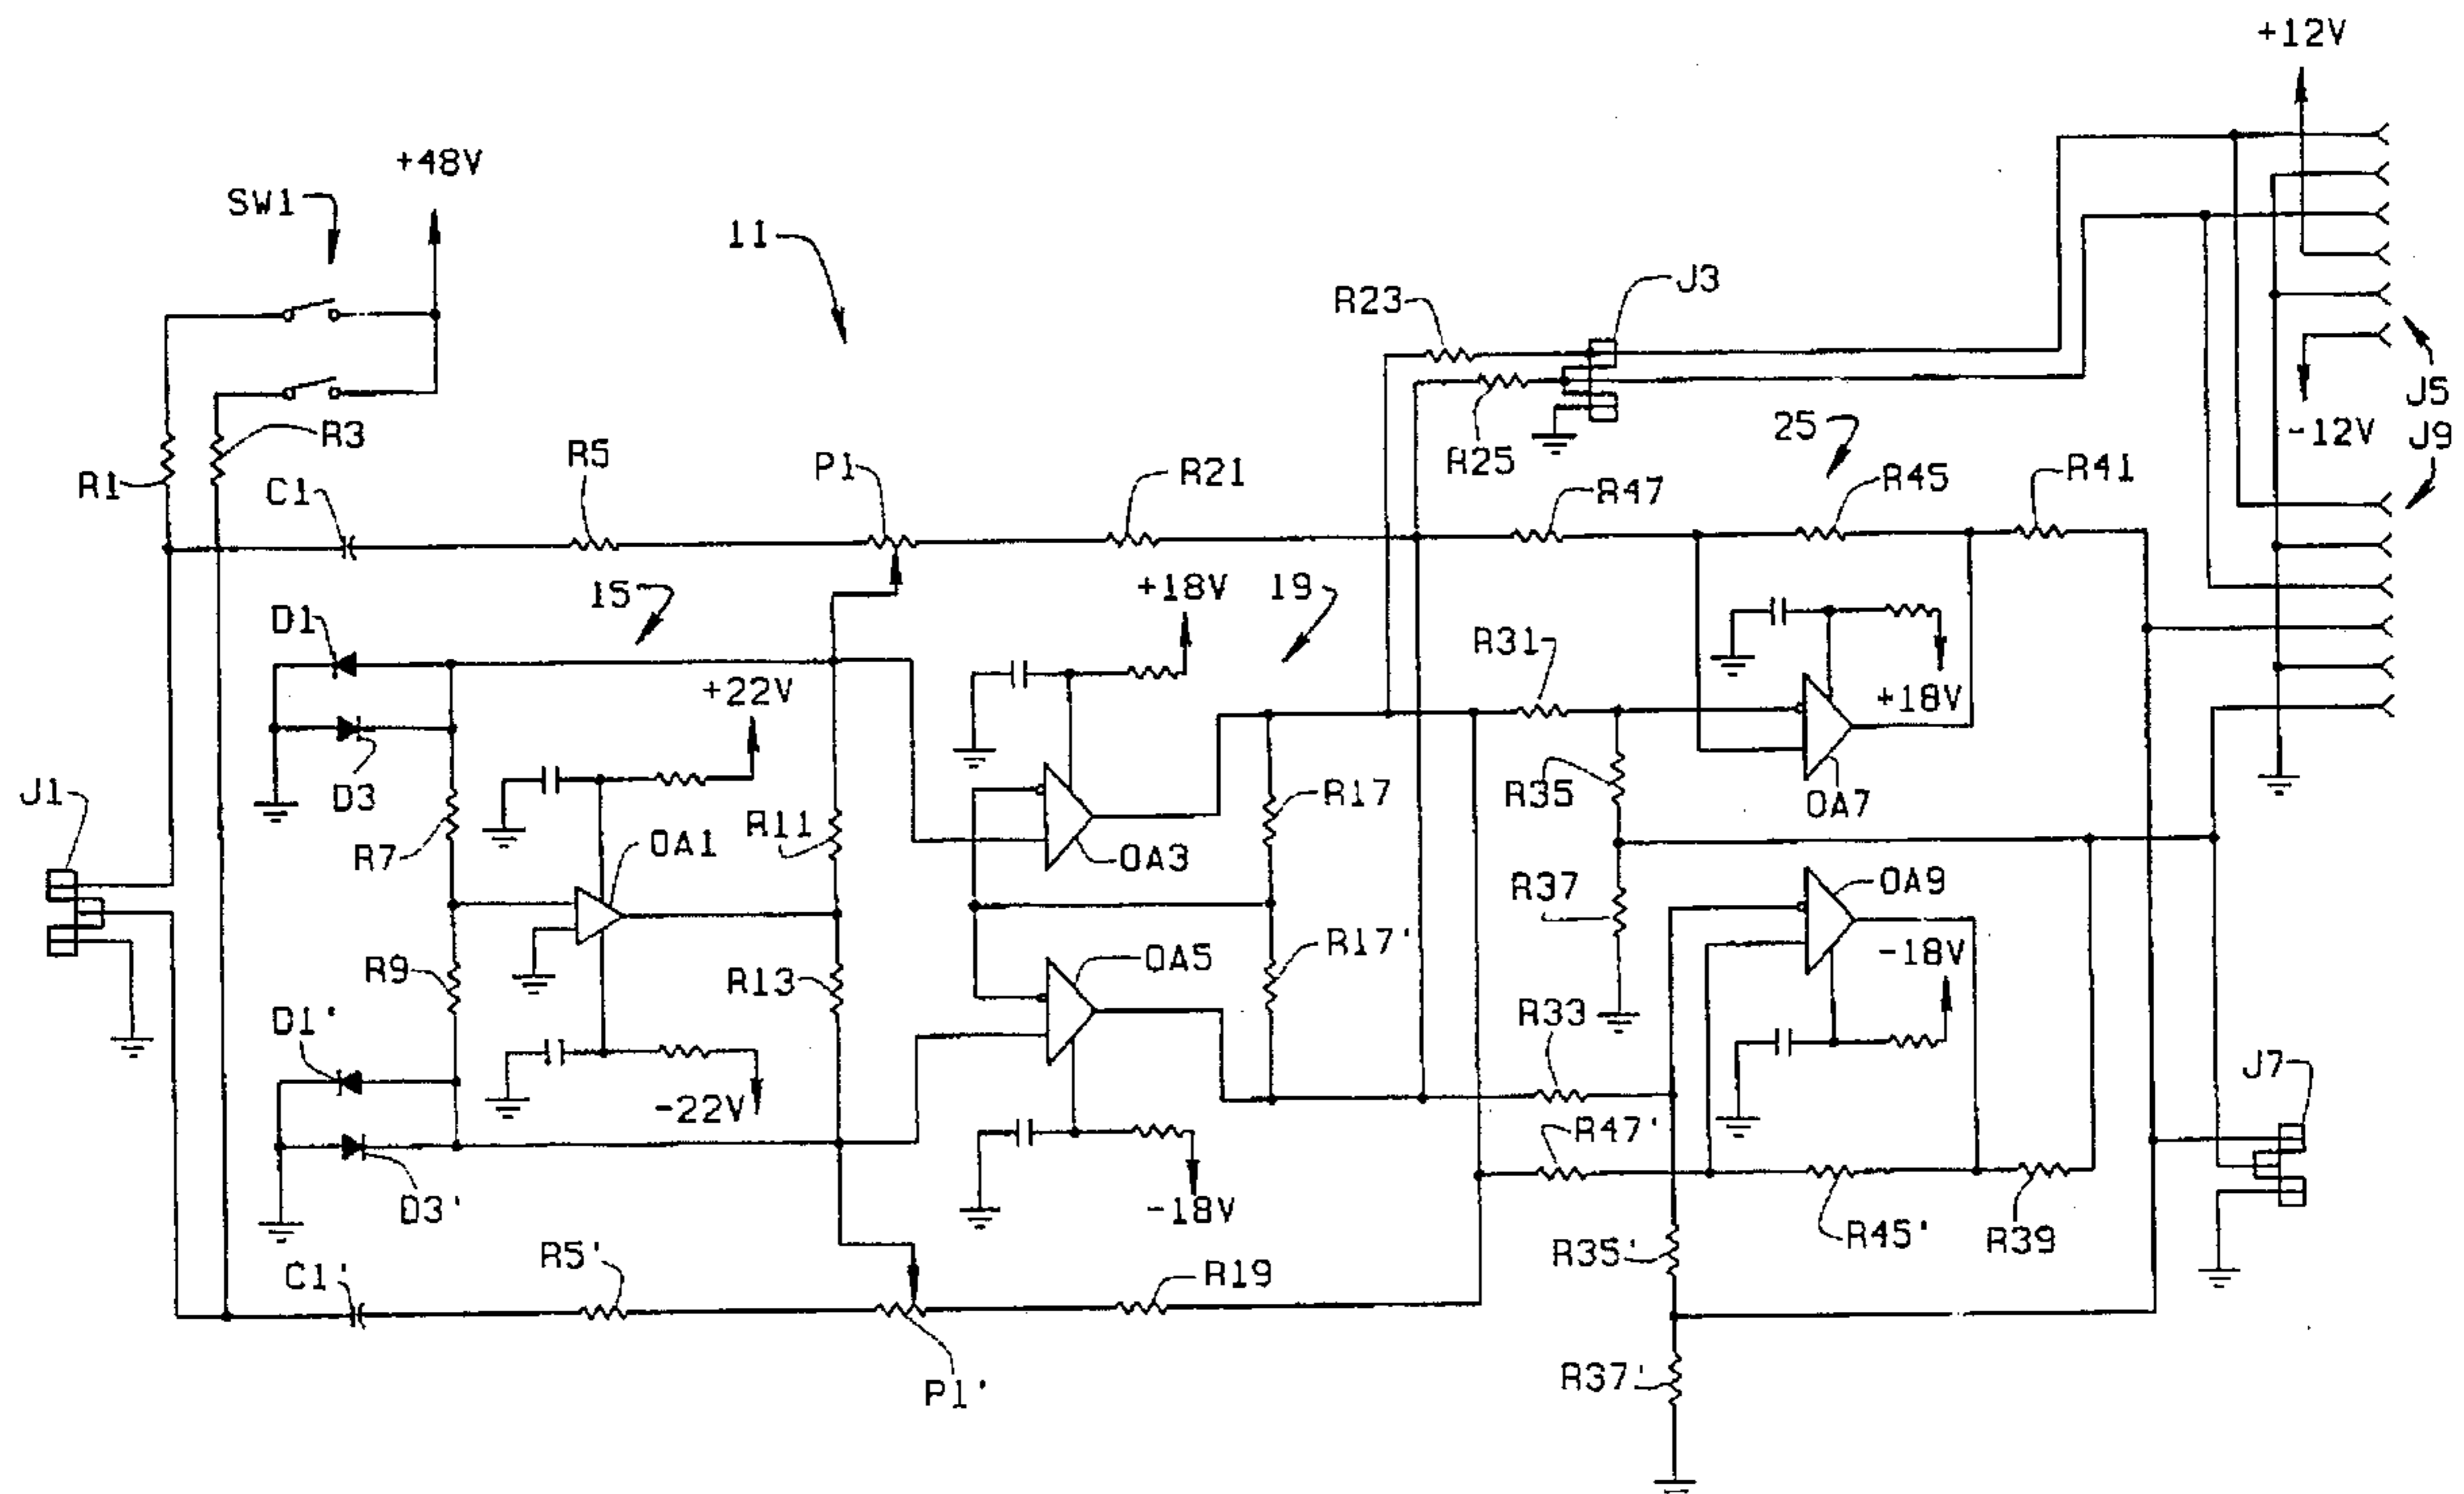 +12V
+48V
SW1
11
J3
R23
J5
-12V
J9
R3
R5
P1
R21
R25
25
R47
R45
R41
R1
C1
D1
15
+18V
19
R31
+22V
+18V
J1
D3
R7
R11
OA1
OA3
R17
R35
OA7
R37
OA9
R9
R13
OA5
R17'
-18V
D1'
R33
J7
-22V
R47'
D3'
-18V
R35'
R45'
R39
C1'
R5'
R19
P1'
R37'